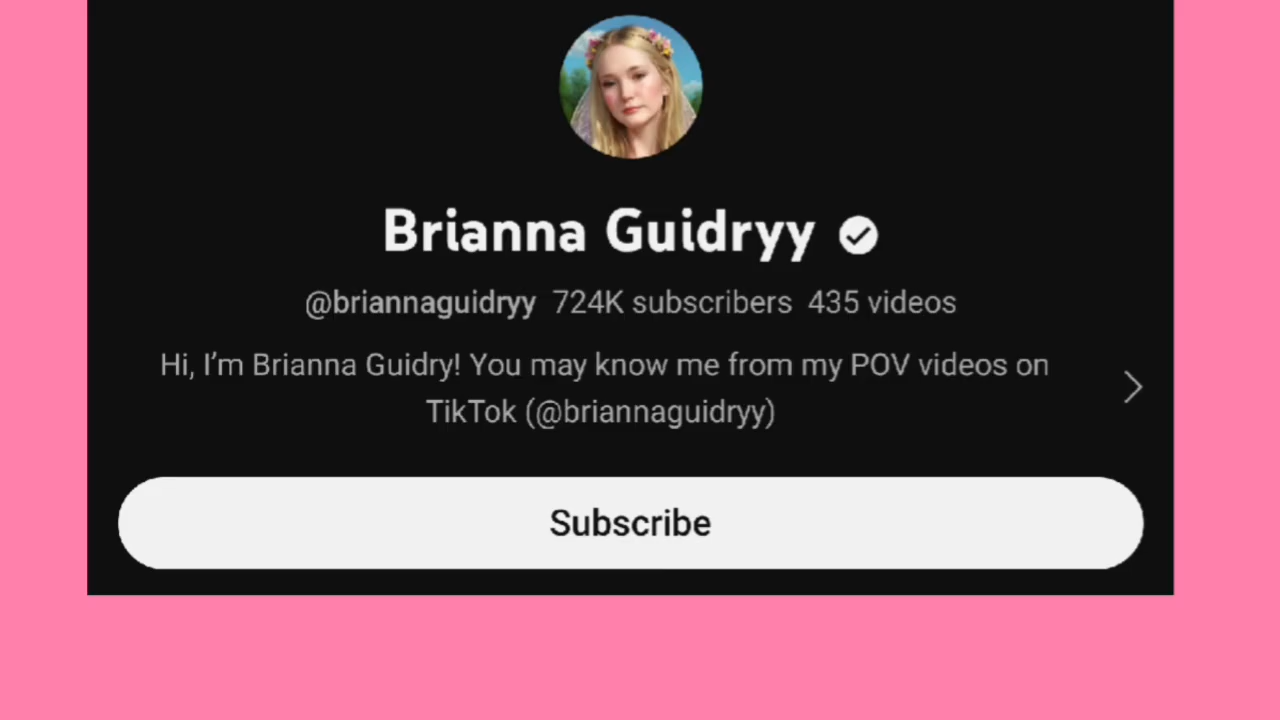 Brianna Guidryy
@briannaguidryy 724K subscribers 435 videos
Hi, I’m Brianna Guidry! You may know me from my POV videos on
TikTok (@briannaguidryy)
Subscribe